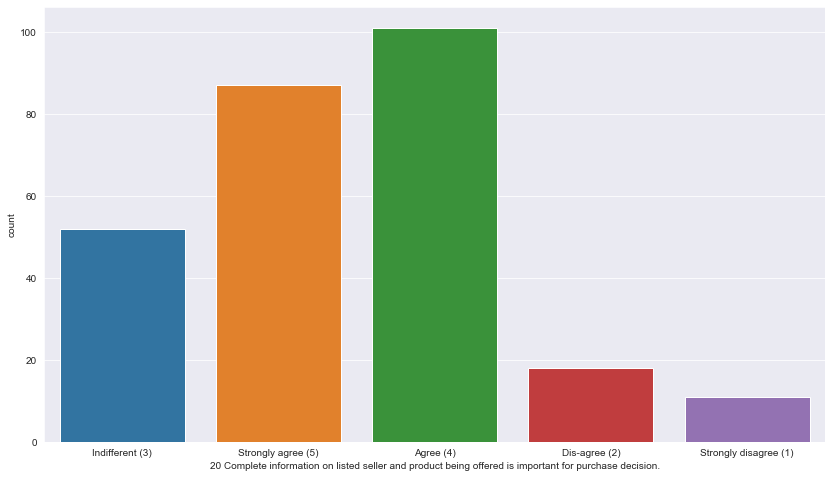 100
80
60
40
20
0
count
Indifferent (3) Strongly agree (5) Agree (4) Dis-agree (2) Strongly disagree (1)
20 Complete information on listed seller and product being offered is important for purchase decision.